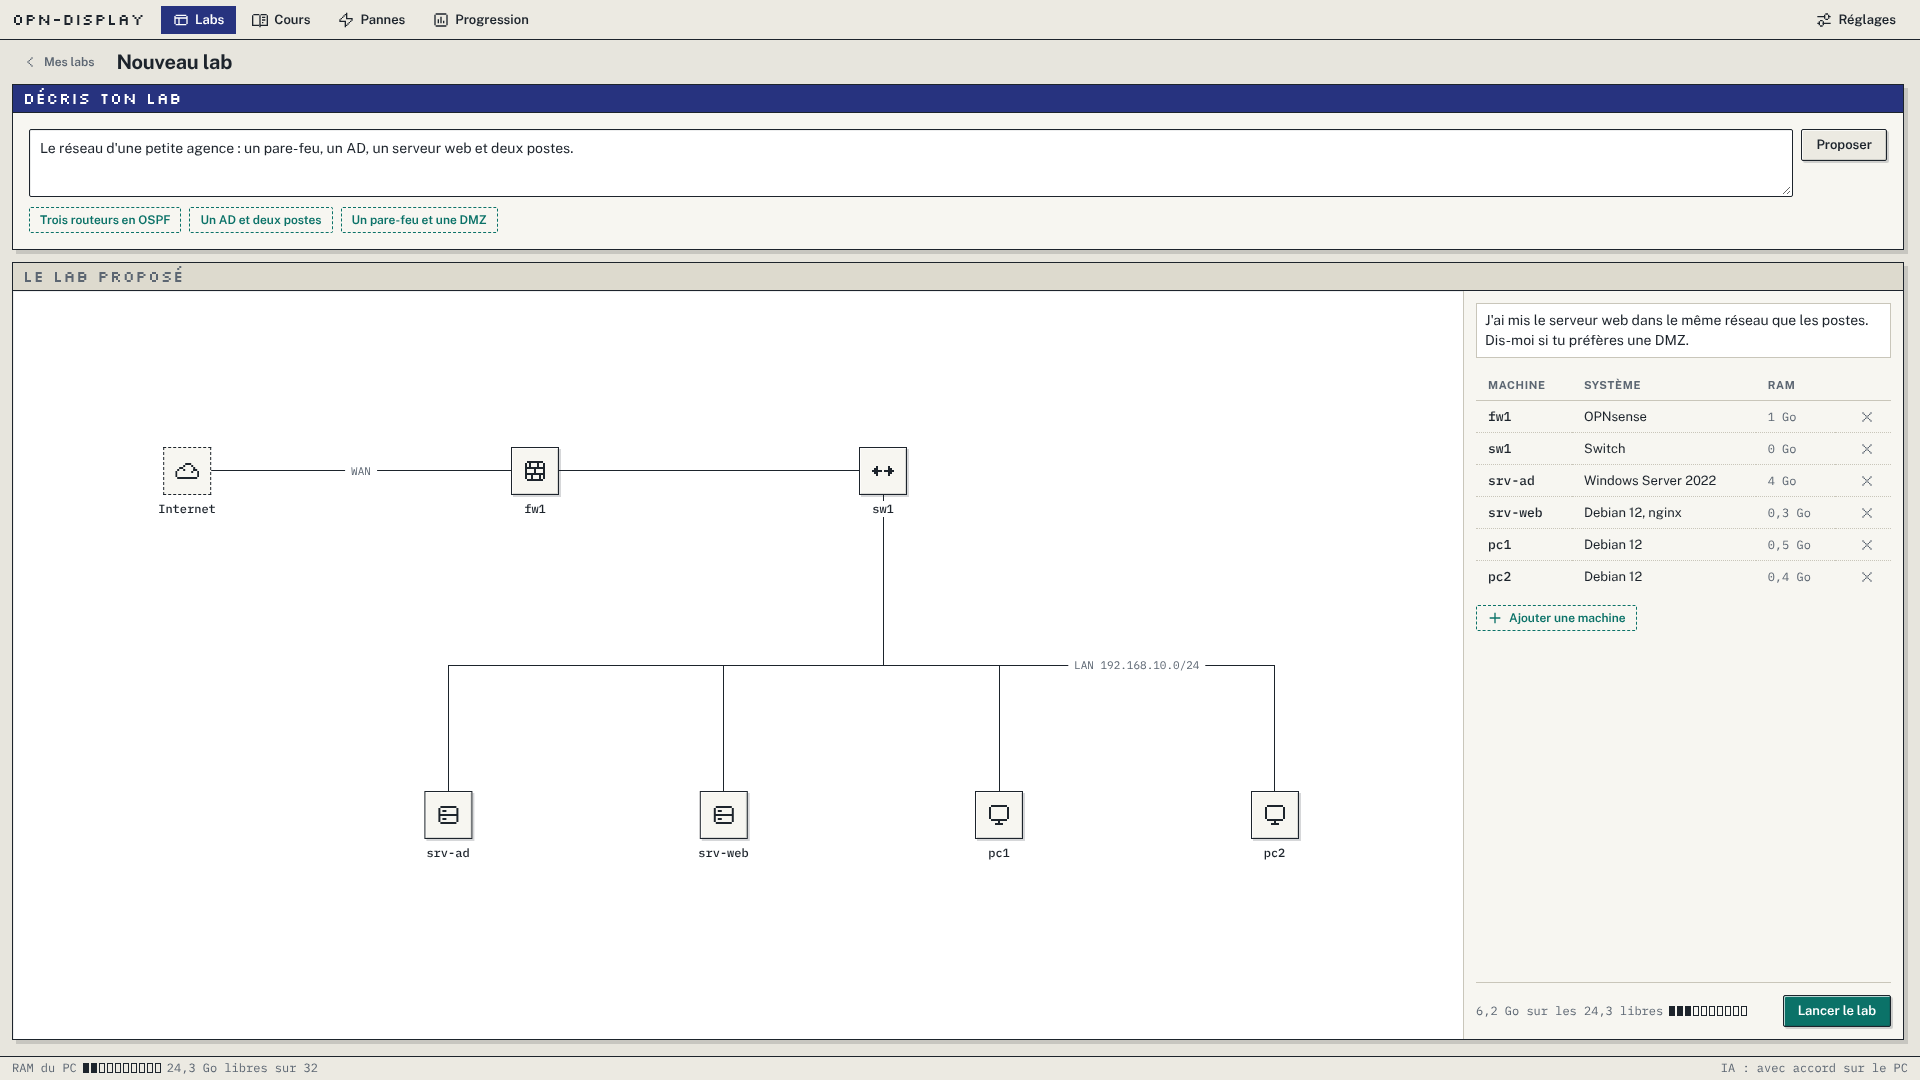 OPN-DISPLAY
Labs
Cours
Pannes
Progression
Réglages
Mes labs
Nouveau lab
DÉCRIS TON LAB
Le réseau d'une petite agence : un pare-feu, un AD, un serveur web et deux postes.
Proposer
Trois routeurs en OSPF
Un AD et deux postes
Un pare-feu et une DMZ
LE LAB PROPOSÉ
WAN
Internet
fw1
sw1
LAN 192.168.10.0/24
srv-ad
srv-web
pc1
pc2
J'ai mis le serveur web dans le même réseau que les postes.
Dis-moi si tu préfères une DMZ.
MACHINE SYSTÈME RAM
fw1 OPNsense 1 Go
sw1 Switch 0 Go
srv-ad Windows Server 2022 4 Go
srv-web Debian 12, nginx 0,3 Go
pc1 Debian 12 0,5 Go
pc2 Debian 12 0,4 Go
Ajouter une machine
6,2 Go sur les 24,3 libres
Lancer le lab
RAM du PC 24,3 Go libres sur 32
IA : avec accord sur le PC